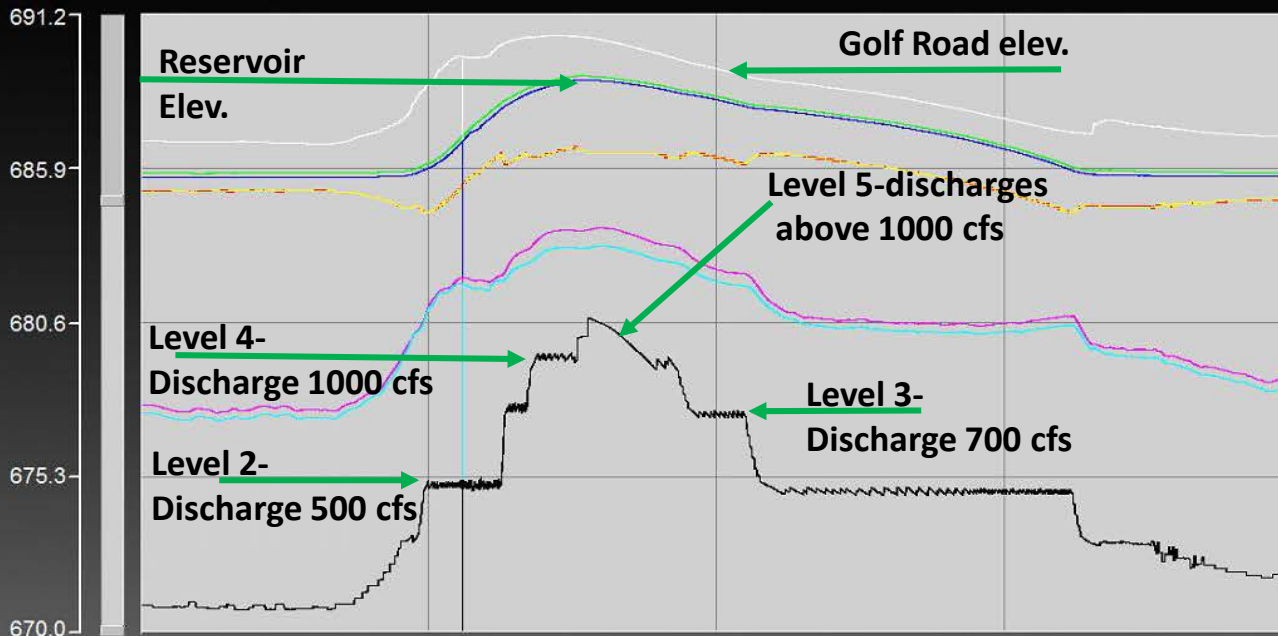 691.2
Reservoir
Elev.
Golf Road elev.
685.9
Level 5-discharges
above 1000 cfs
680.6
Level 4-
Discharge 1000 cfs
Level 3-
Discharge 700 cfs
675.3
Level 2-
Discharge 500 cfs
670.0